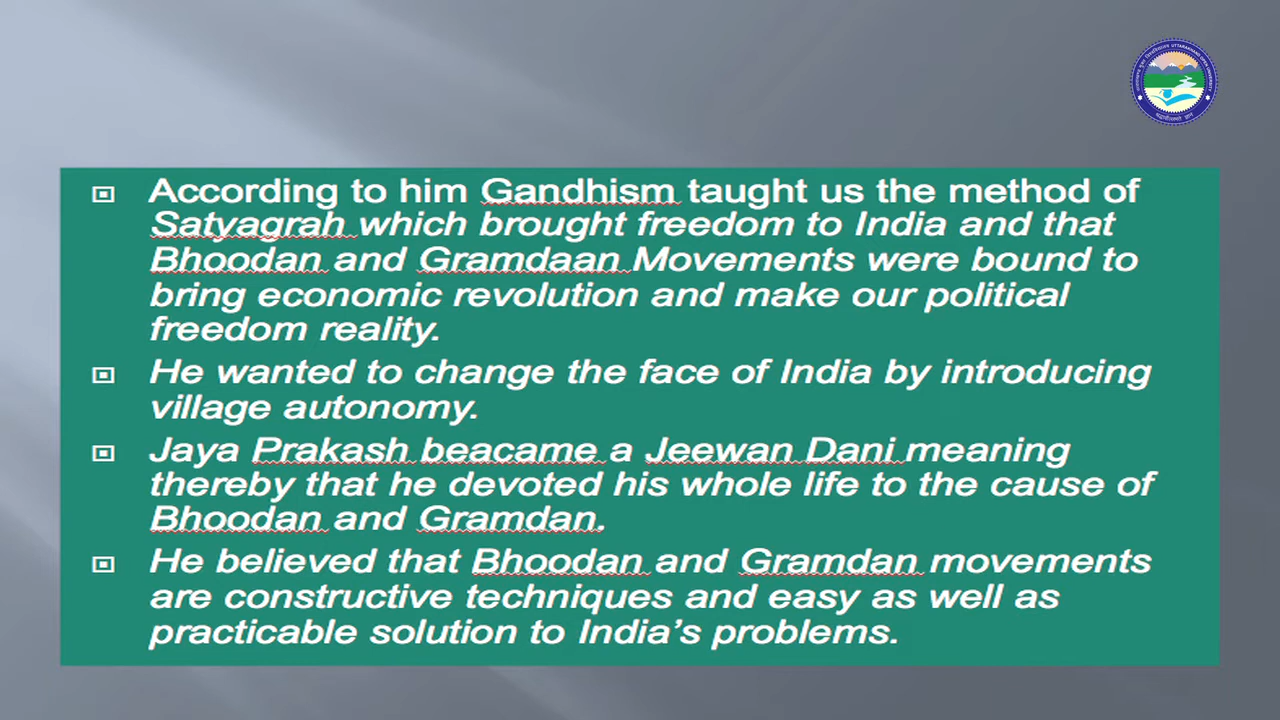 According to him Gandhism taught us the method of
Satyagrah which brought freedom to India and that
Bhoodan and Gramdaan Movements were bound to
bring economic revolution and make our political
freedom reality.
He wanted to change the face of India by introducing
village autonomy.
Jaya Prakash beacame a Jeewan Dani meaning
thereby that he devoted his whole life to the cause of
Bhoodan and Gramdan.
He believed that Bhoodan and Gramdan movements
are constructive techniques and easy as well as
practicable solution to India's problems.